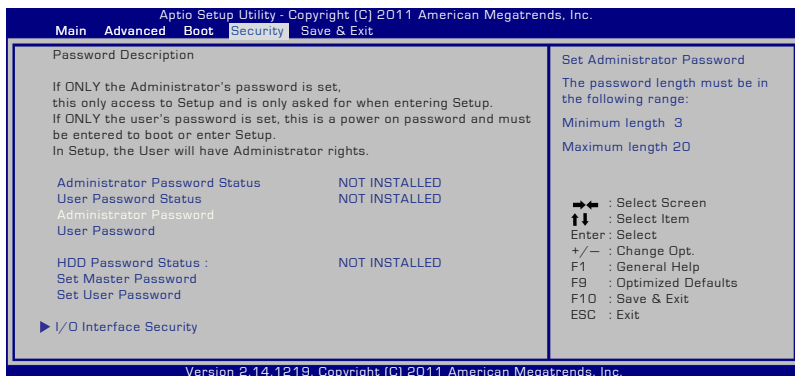 Aptio Setup Utility - Copyright (C) 2011 American Megatrends, Inc.
Main Advanced Boot Security Save & Exit
Password Description
If ONLY the Administrator's password is set,
this only access to Setup and is only asked for when entering Setup.
If ONLY the user's password is set, this is a power on password and must
be entered to boot or enter Setup.
In Setup, the User will have Administrator rights.
Administrator Password Status NOT INSTALLED
User Password Status NOT INSTALLED
Administrator Password
User Password
HDD Password Status : NOT INSTALLED
Set Master Password
Set User Password
I/O Interface Security
Set Administrator Password
The password length must be in
the following range:
Minimum length 3
Maximum length 20
: Select Screen
: Select Item
Enter : Select
+/− : Change Opt.
F1 : General Help
F9 : Optimized Defaults
F10 : Save & Exit
ESC : Exit
Version 2.14.1219. Copyright (C) 2011 American Megatrends, Inc.